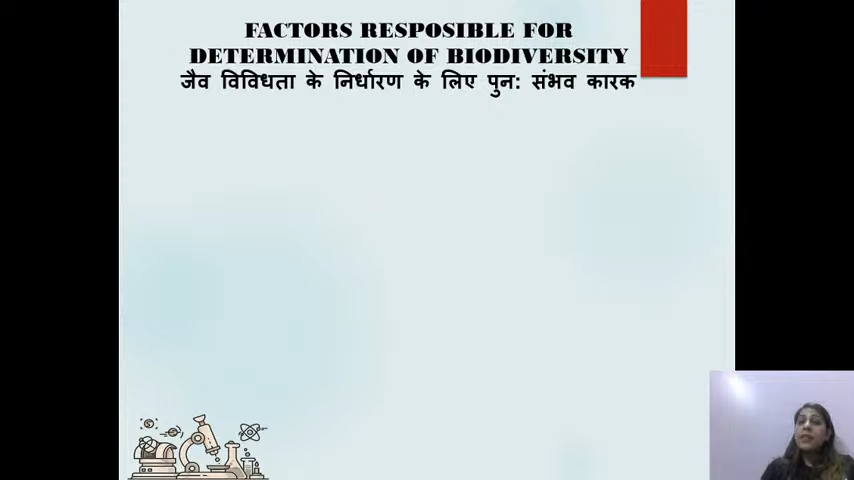 FACTORS RESPOSIBLE FOR
DETERMINATION OF BIODIVERSITY
जैव विविधता के निर्धारण के लिए पुन: संभव कारक